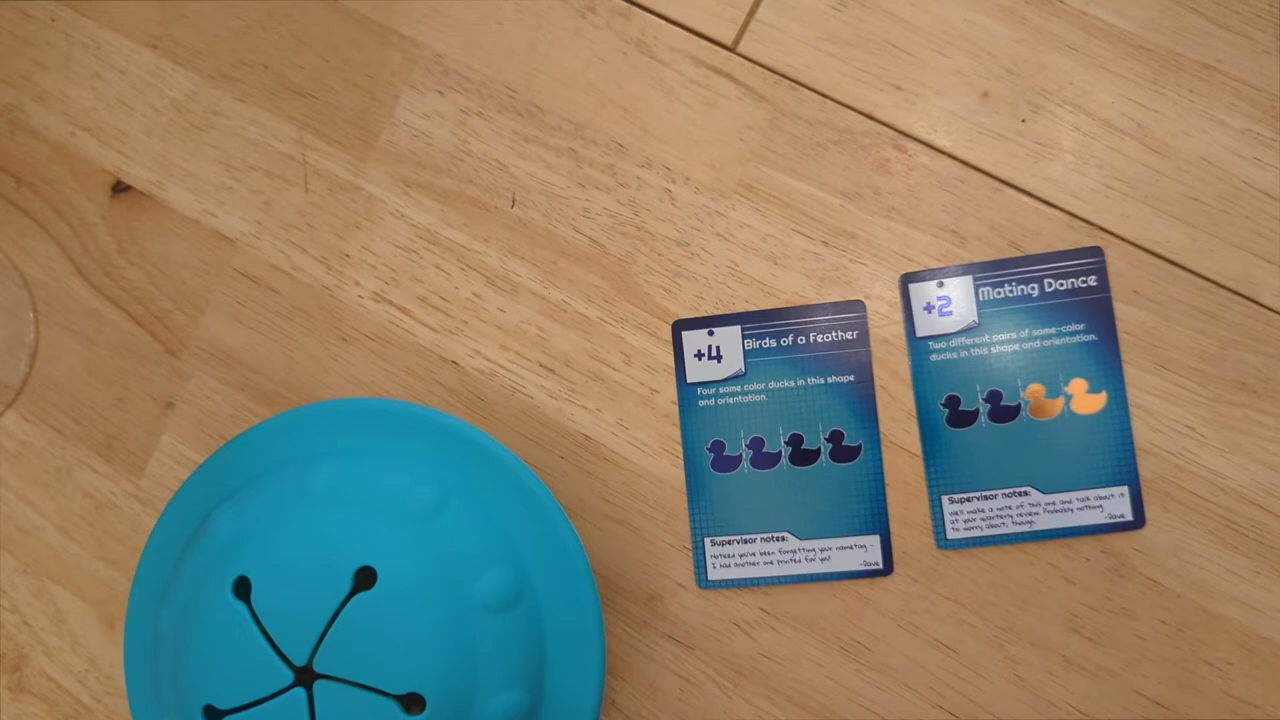 +4
Birds of a Feather
Four same color ducks in this shape
and orientation.
Supervisor notes:
Noticed you've been forgetting your nametag -
I had another one printed for you!
-Dave
+2
Mating Dance
Two different pairs of same-color
ducks in this shape and orientation.
Supervisor notes:
We'll make a note of this one and talk about it
at your quarterly review. Probably nothing
to worry about, though.
-Dave